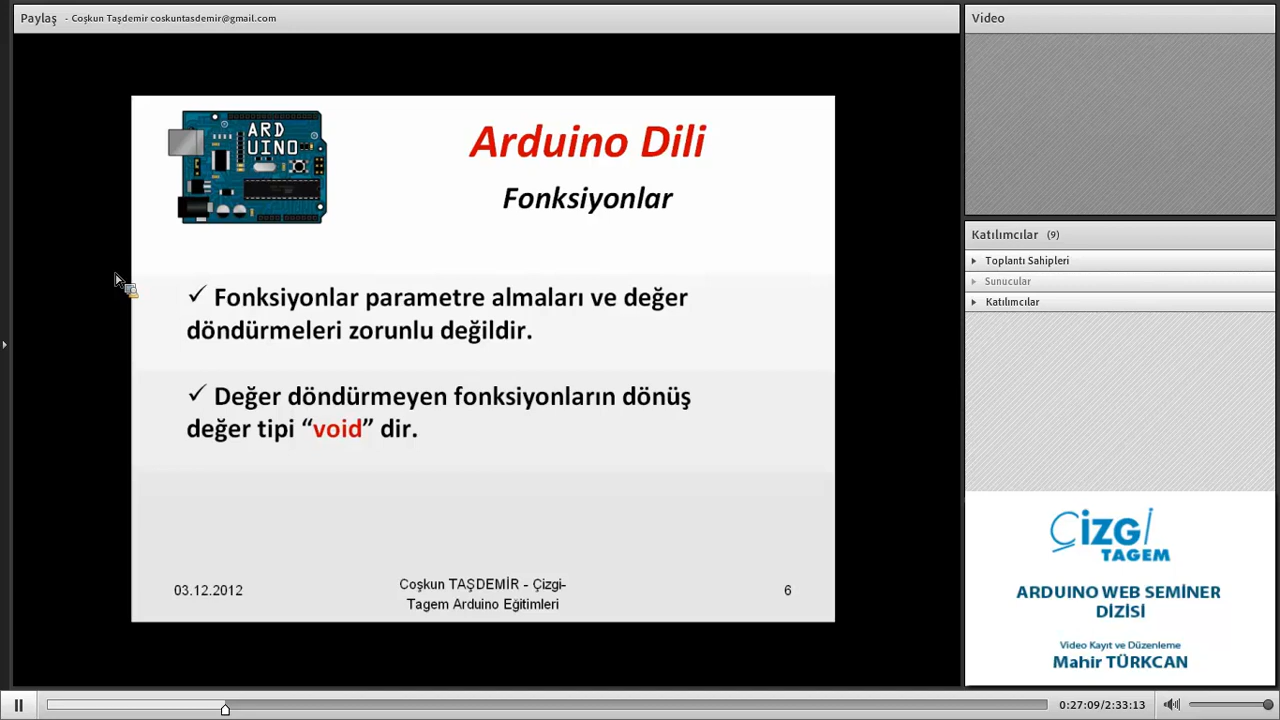 Paylaş - Coşkun Taşdemir coskuntasdemir@gmail.com
Video
ARD
UINO
Arduino Dili
Fonksiyonlar
✓ Fonksiyonlar parametre almaları ve değer
döndürmeleri zorunlu değildir.
✓ Değer döndürmeyen fonksiyonların dönüş
değer tipi “void” dir.
03.12.2012
Coşkun TAŞDEMİR - Çizgi-
Tagem Arduino Eğitimleri
6
Katılımcılar (9)
Toplantı Sahipleri
Sunucular
Katılımcılar
ÇİZGİ
TAGEM
ARDUINO WEB SEMİNER
DİZİSİ
Video Kayıt ve Düzenleme
Mahir TÜRKCAN
0:27:09/2:33:13